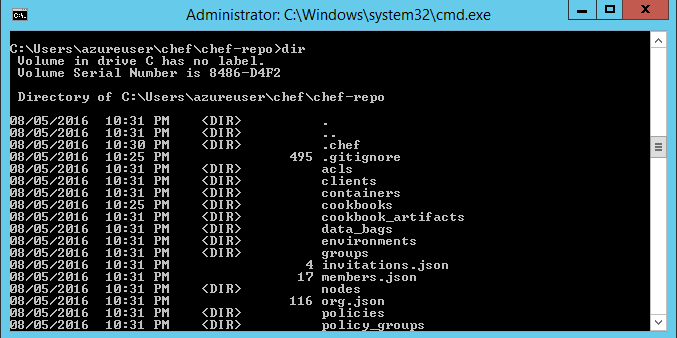 Administrator: C:\Windows\system32\cmd.exe
C:\Users\azureuser\chef\chef-repo>dir
 Volume in drive C has no label.
 Volume Serial Number is 8486-D4F2

 Directory of C:\Users\azureuser\chef\chef-repo

08/05/2016  10:31 PM    <DIR>          .
08/05/2016  10:31 PM    <DIR>          ..
08/05/2016  10:30 PM    <DIR>          .chef
08/05/2016  10:25 PM               495 .gitignore
08/05/2016  10:31 PM    <DIR>          acls
08/05/2016  10:31 PM    <DIR>          clients
08/05/2016  10:31 PM    <DIR>          containers
08/05/2016  10:25 PM    <DIR>          cookbooks
08/05/2016  10:31 PM    <DIR>          cookbook_artifacts
08/05/2016  10:31 PM    <DIR>          data_bags
08/05/2016  10:31 PM    <DIR>          environments
08/05/2016  10:31 PM    <DIR>          groups
08/05/2016  10:31 PM                 4 invitations.json
08/05/2016  10:31 PM                17 members.json
08/05/2016  10:31 PM    <DIR>          nodes
08/05/2016  10:31 PM               116 org.json
08/05/2016  10:31 PM    <DIR>          policies
08/05/2016  10:31 PM    <DIR>          policy_groups